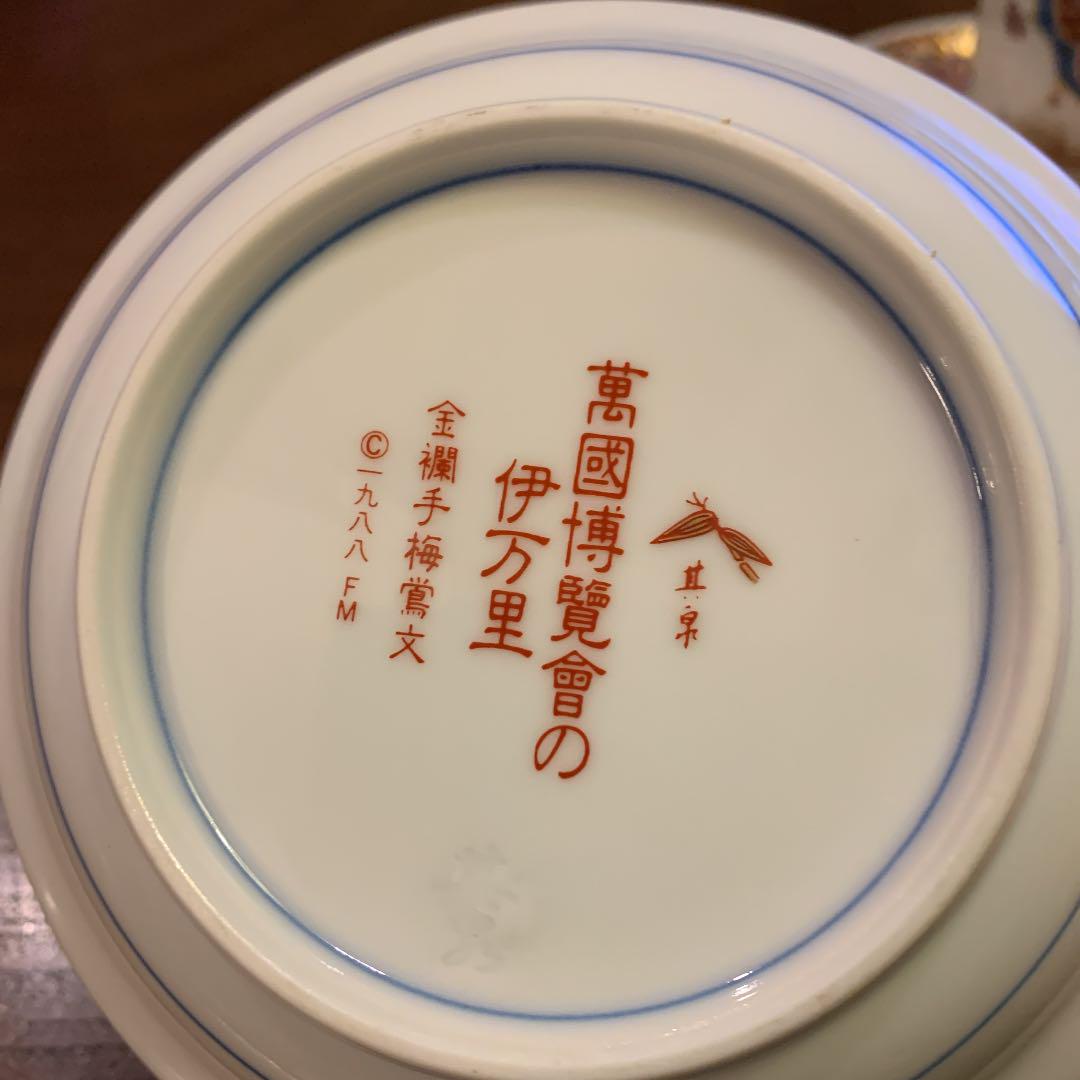 其泉
萬國博覽會の
伊万里
金襴手梅鶯文
©一九八八 FM